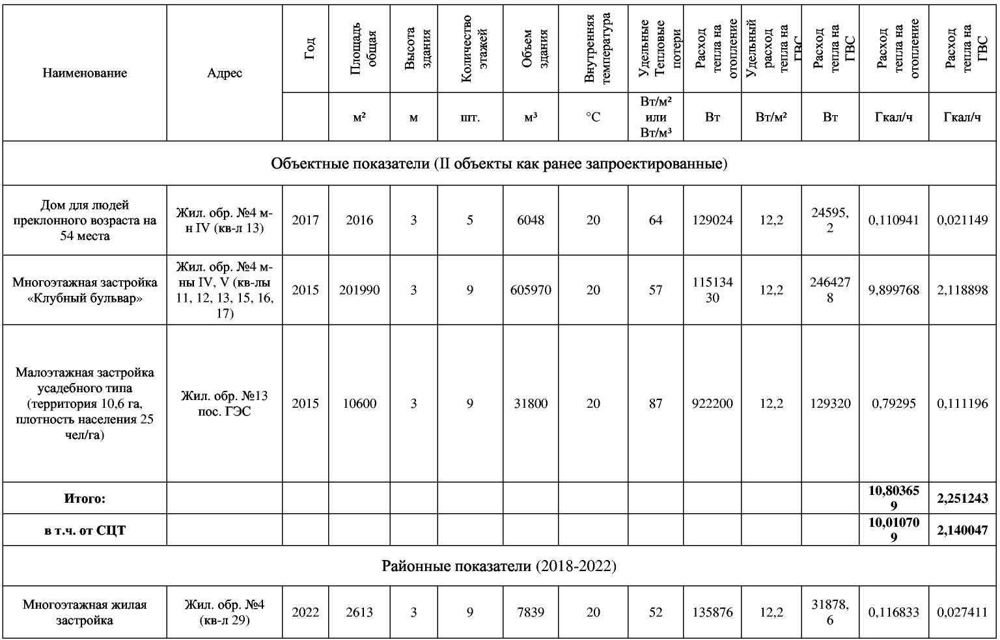 Наименование
Адрес
Год
Площадь
общая
Высота
здания
Количество
этажей
Объем
здания
Внутренняя
температура
Удельные
Тепловые
потери
Расход
тепла на
отопление
Удельный
расход
тепла на
ГВС
Расход
тепла на
ГВС
Расход
тепла на
отопление
Расход
тепла на
ГВС
м²
м
шт.
м³
°С
Вт/м²
или
Вт/м³
Вт
Вт/м²
Вт
Гкал/ч
Гкал/ч
Объектные показатели (II объекты как ранее запроектированные)
Дом для людей
преклонного возраста на
54 места
Жил. обр. №4 м-
н IV (кв-л 13)
2017
2016
3
5
6048
20
64
129024
12,2
24595,
2
0,110941
0,021149
Многоэтажная застройка
«Клубный бульвар»
Жил. обр. №4 м-
ны IV, V (кв-лы
11, 12, 13, 15, 16,
17)
2015
201990
3
9
605970
20
57
115134
30
12,2
246427
8
9,899768
2,118898
Малоэтажная застройка
усадебного типа
(территория 10,6 га,
плотность населения 25
чел/га)
Жил. обр. №13
пос. ГЭС
2015
10600
3
9
31800
20
87
922200
12,2
129320
0,79295
0,111196
Итого:
10,80365
9
2,251243
в т.ч. от СЦТ
10,01070
9
2,140047
Районные показатели (2018-2022)
Многоэтажная жилая
застройка
Жил. обр. №4
(кв-л 29)
2022
2613
3
9
7839
20
52
135876
12,2
31878,
6
0,116833
0,027411